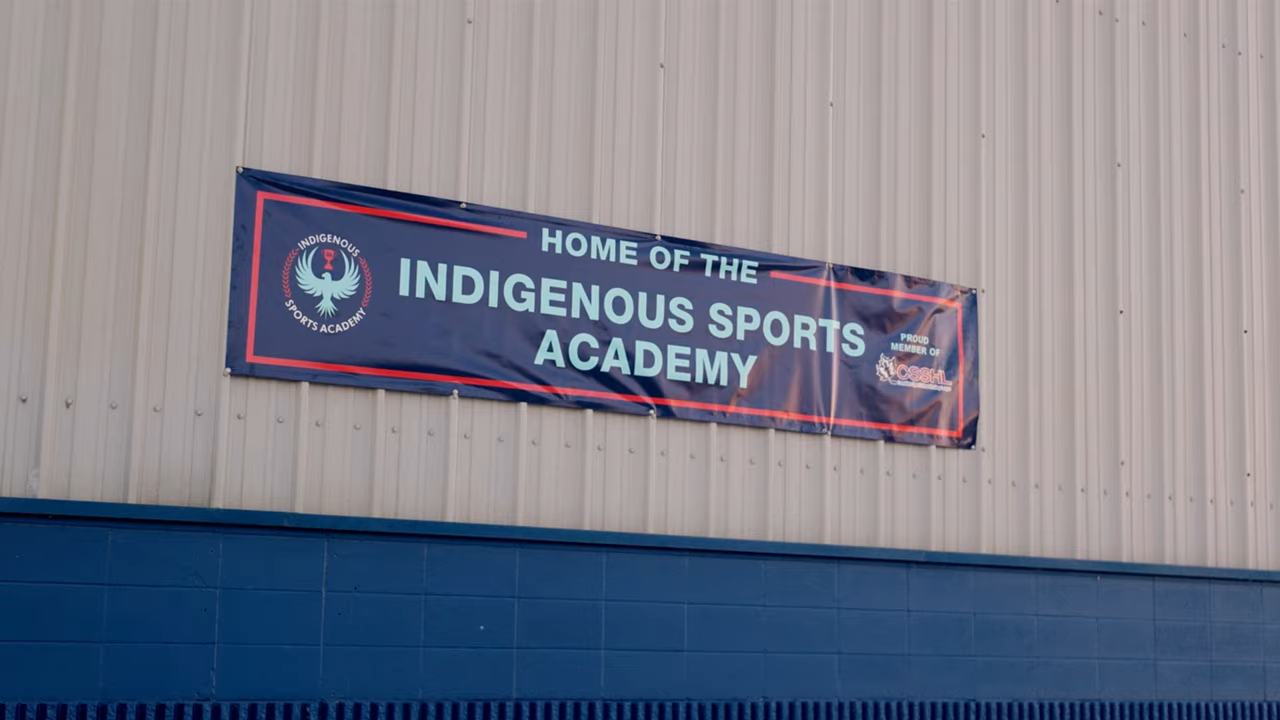 INDIGENOUS
SPORTS ACADEMY
HOME OF THE
INDIGENOUS SPORTS
ACADEMY
PROUD
MEMBER OF
CSSHL